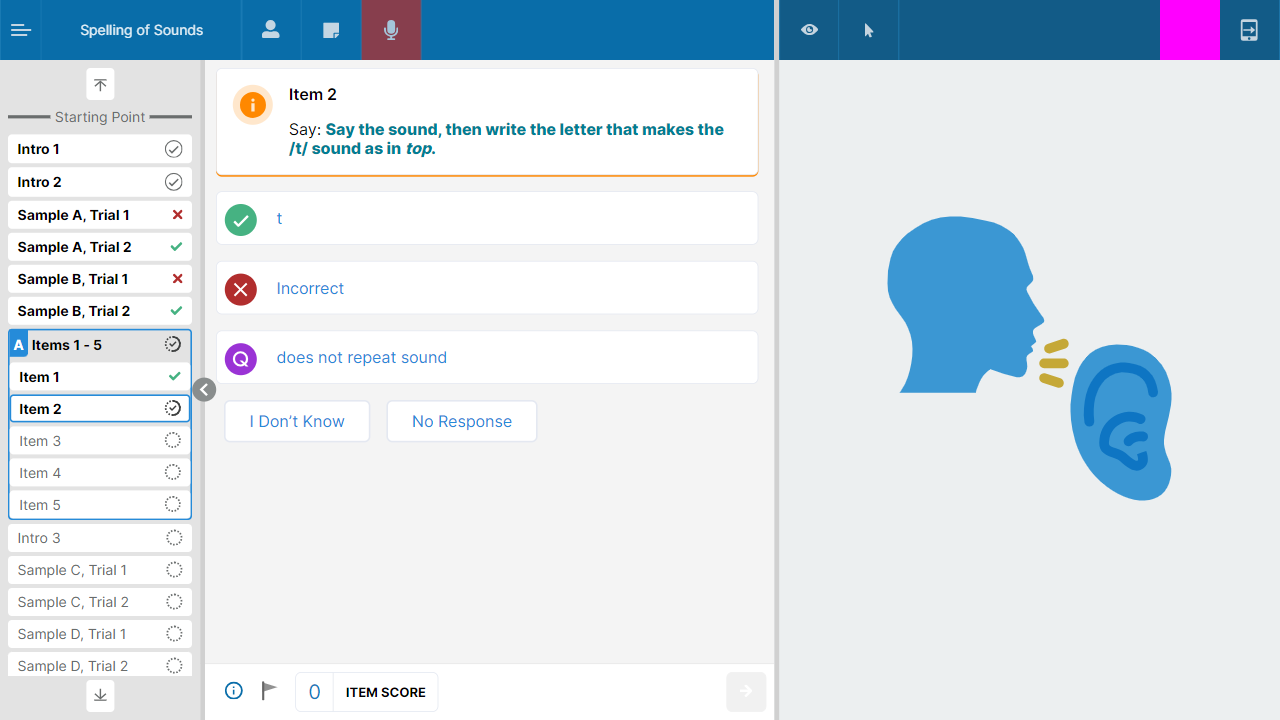 Spelling of Sounds
Starting Point
Intro 1
Intro 2
Sample A, Trial 1
Sample A, Trial 2
Sample B, Trial 1
Sample B, Trial 2
A Items 1 - 5
Item 1
Item 2
Item 3
Item 4
Item 5
Intro 3
Sample C, Trial 1
Sample C, Trial 2
Sample D, Trial 1
Sample D, Trial 2
Item 2
Say: Say the sound, then write the letter that makes the
/t/ sound as in top.
t
Incorrect
Q does not repeat sound
I Don’t Know No Response
0 ITEM SCORE